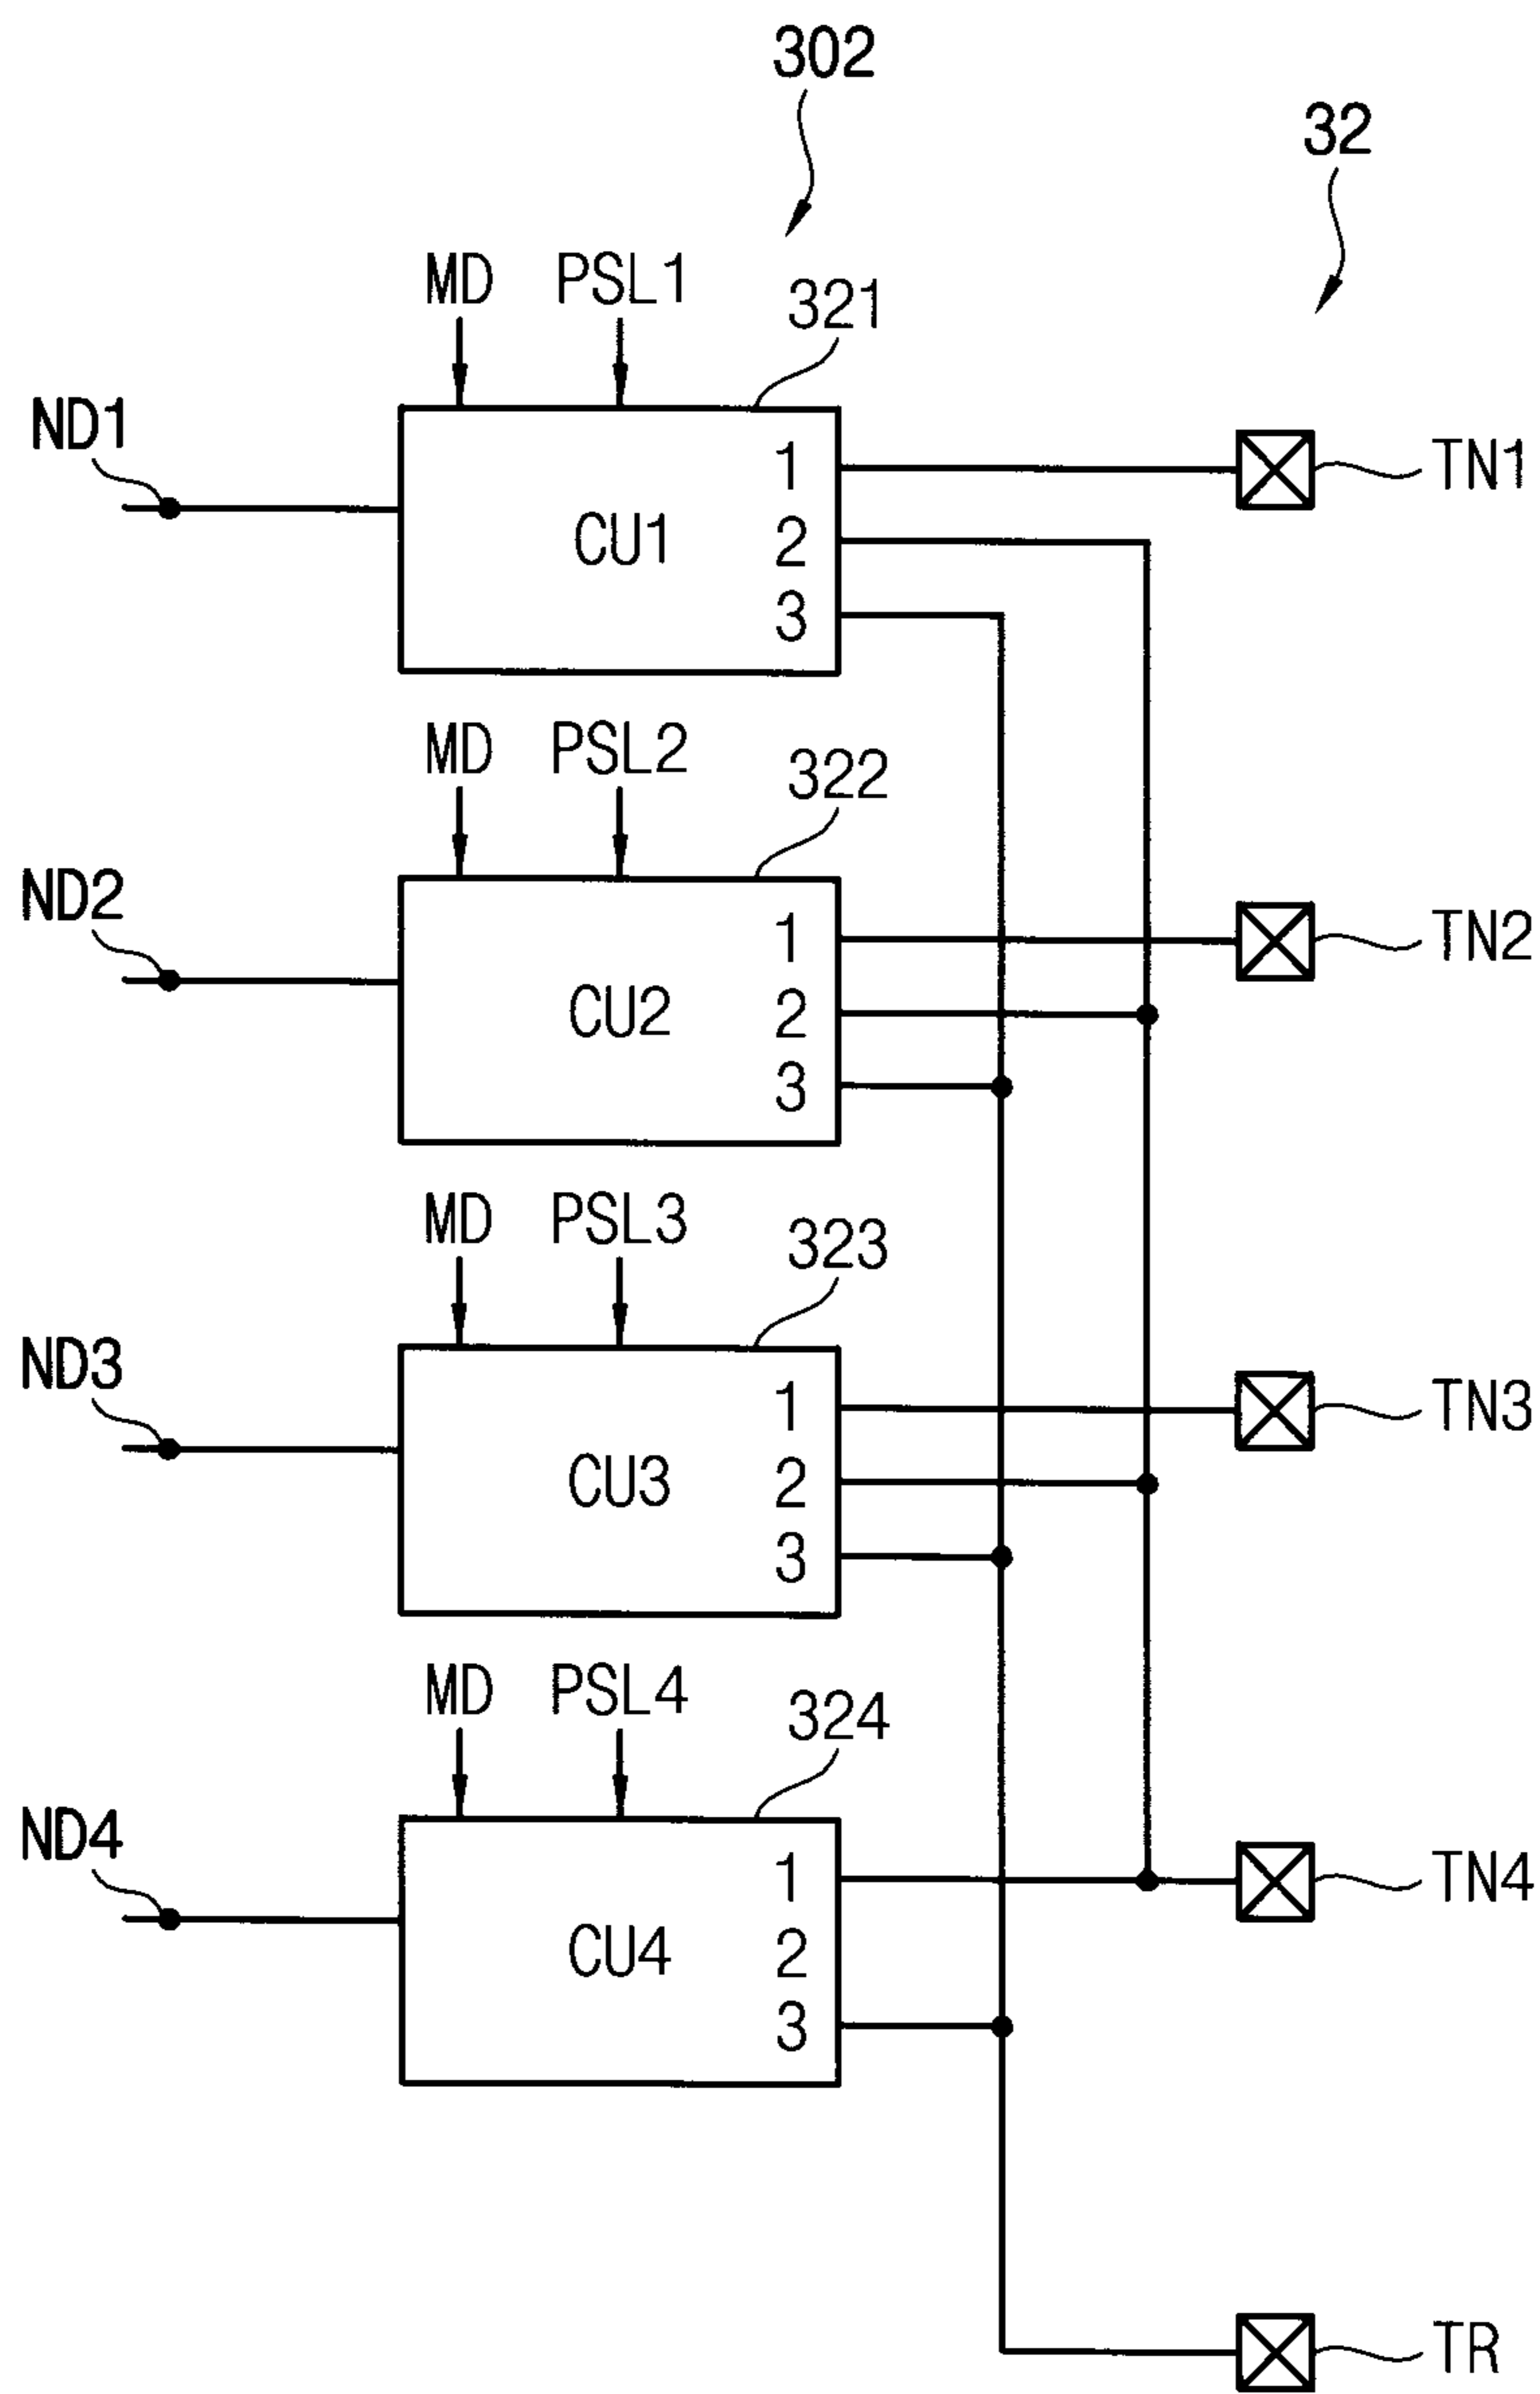 302
32
MD PSL1
321
ND1
CU1
1
2
3
TN1
MD PSL2
322
ND2
CU2
1
2
3
TN2
MD PSL3
323
ND3
CU3
1
2
3
TN3
MD PSL4
324
ND4
CU4
1
2
3
TN4
TR